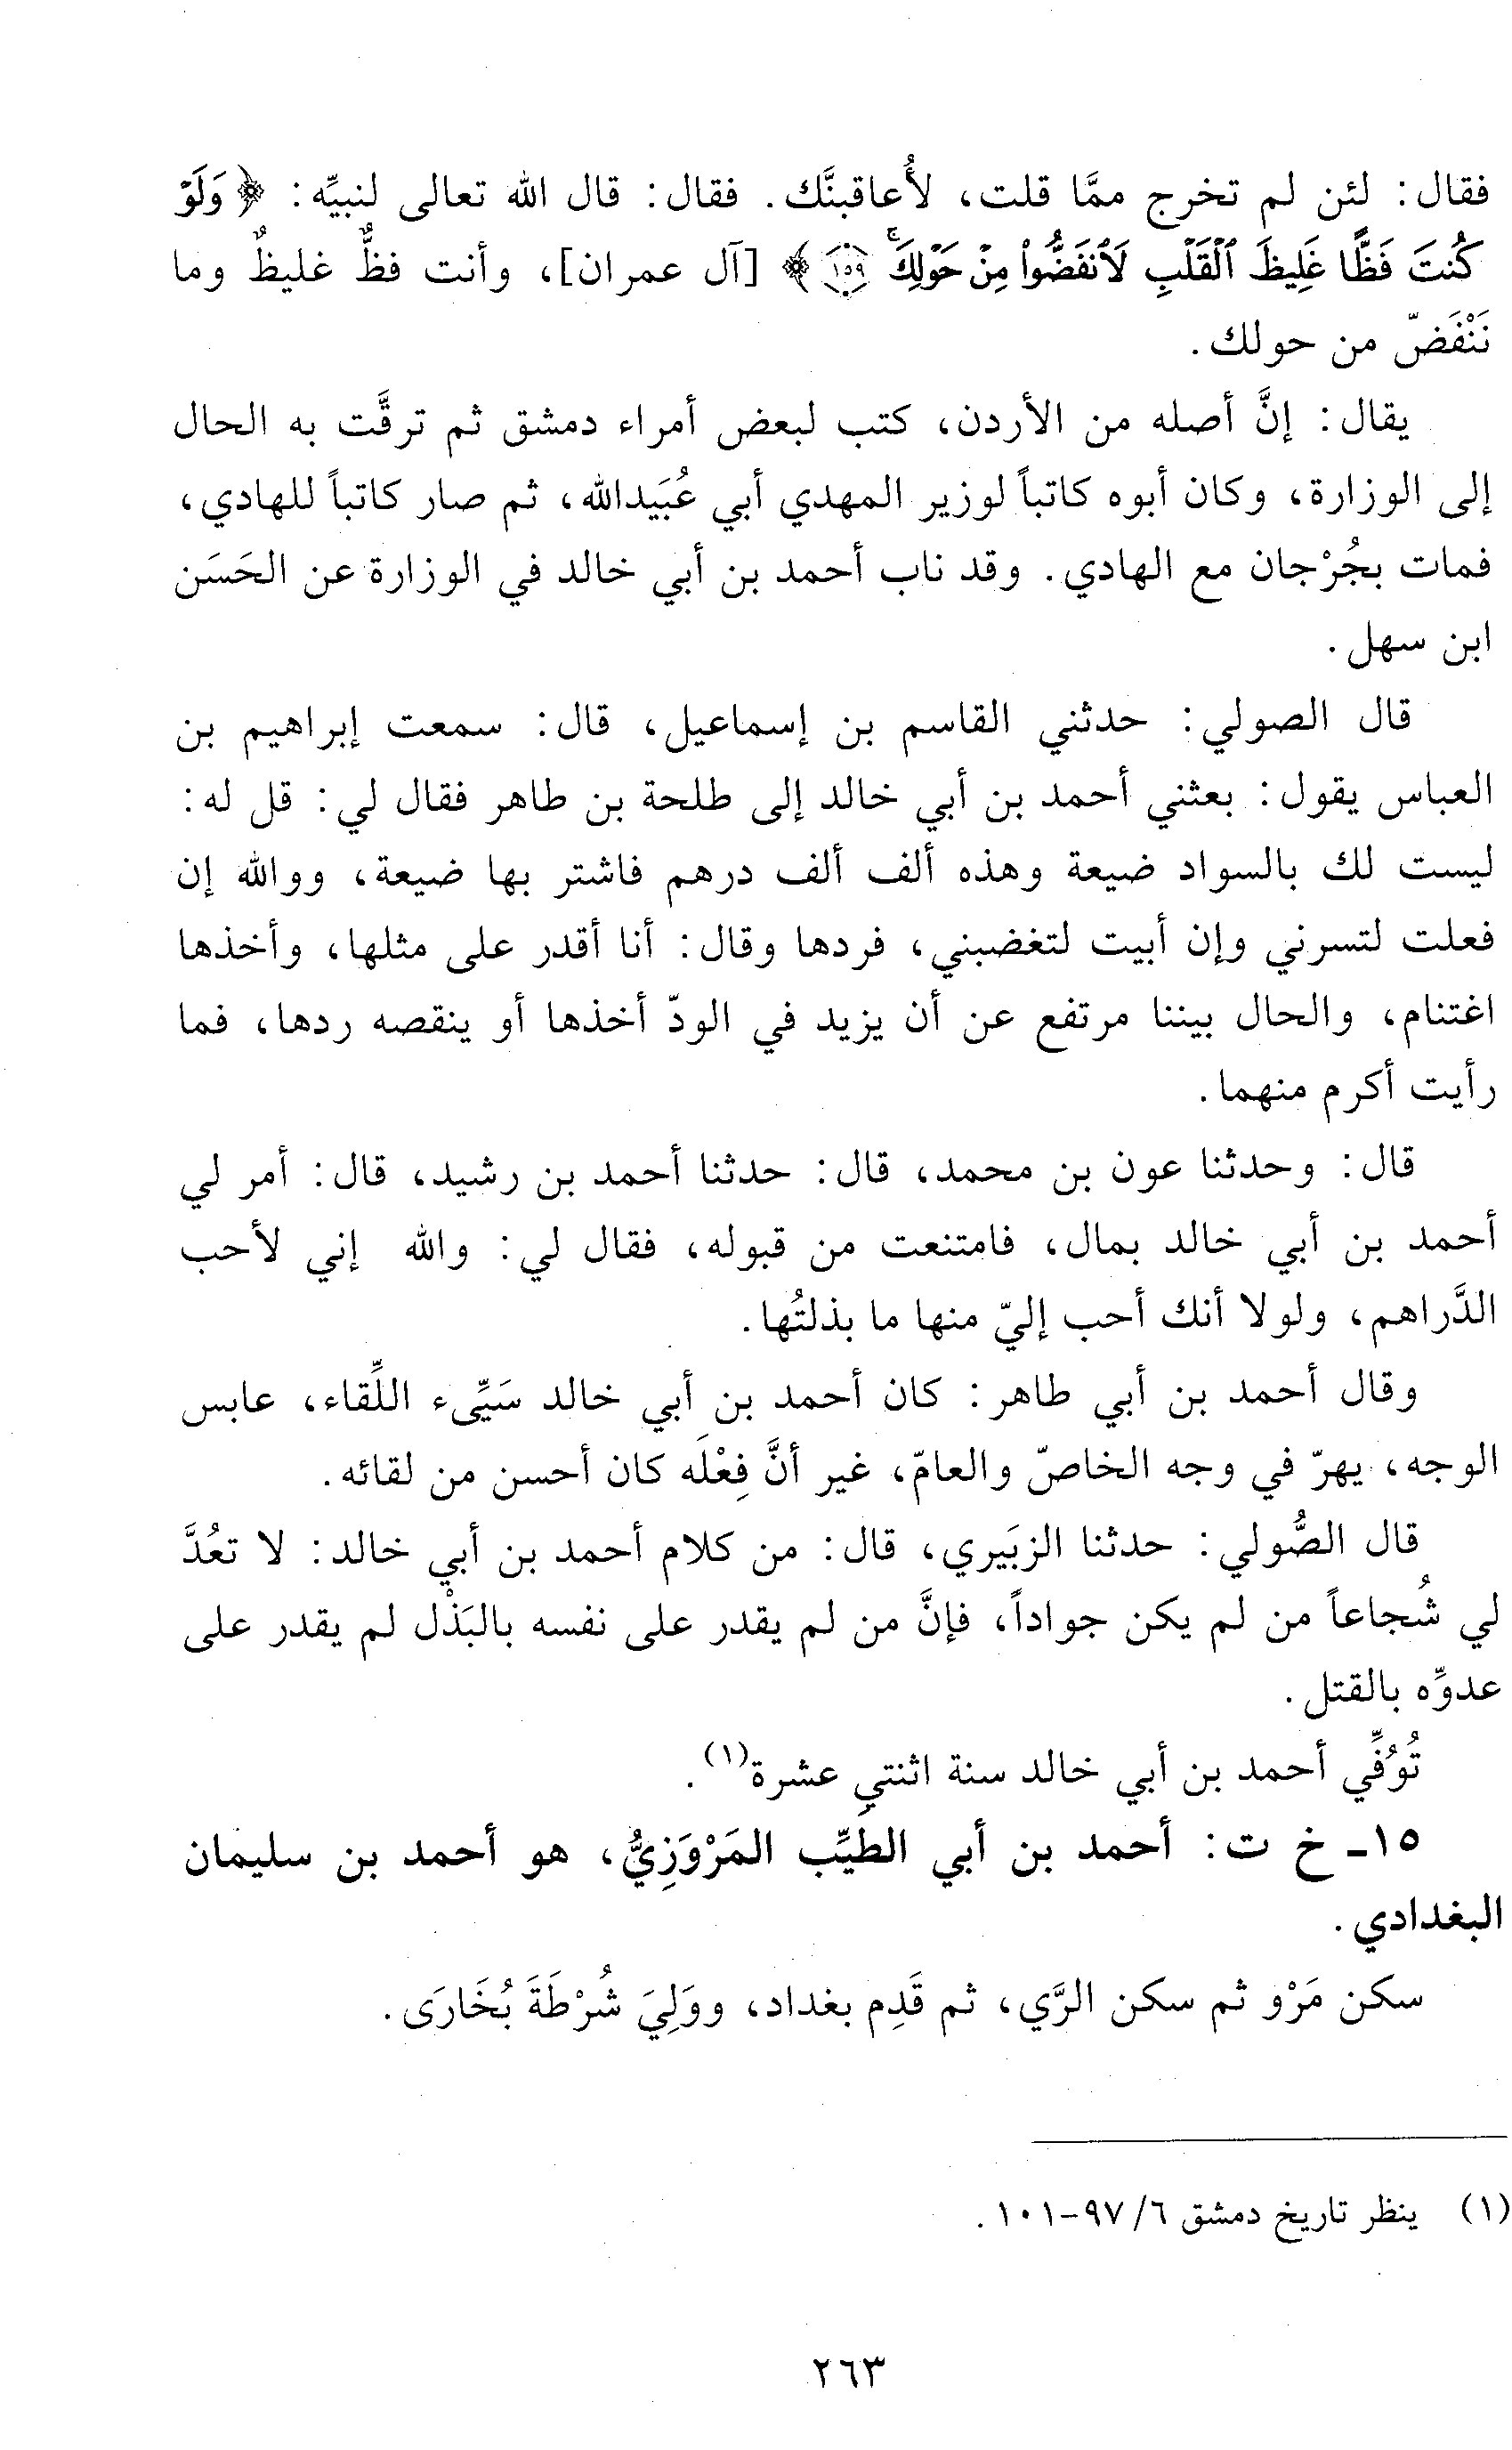 فقال: لئن لم تخرج ممَّا قلت، لأُعاقبنَّك. فقال: قال الله تعالى لنبيِّه: ﴿وَلَوْ
كُنتَ فَظًّا غَلِيظَ ٱلْقَلْبِ لَٱنفَضُّوا۟ مِنْ حَوْلِكَ ۖ ١٥٩﴾ [آل عمران]، وأنت فظٌّ غليظٌ وما
نَنْفَضّ من حولك.
يقال: إنَّ أصله من الأردن، كتب لبعض أمراء دمشق ثم ترقَّت به الحال
إلى الوزارة، وكان أبوه كاتباً لوزير المهدي أبي عُبَيدالله، ثم صار كاتباً للهادي،
فمات بجُرْجان مع الهادي. وقد ناب أحمد بن أبي خالد في الوزارة عن الحَسَن
ابن سهل.
قال الصولي: حدثني القاسم بن إسماعيل، قال: سمعت إبراهيم بن
العباس يقول: بعثني أحمد بن أبي خالد إلى طلحة بن طاهر فقال لي: قل له:
ليست لك بالسواد ضيعة وهذه ألف ألف درهم فاشتر بها ضيعة، ووالله إن
فعلت لتسرني وإن أبيت لتغضبني، فردها وقال: أنا أقدر على مثلها، وأخذها
اغتنام، والحال بيننا مرتفع عن أن يزيد في الودّ أخذها أو ينقصه ردها، فما
رأيت أكرم منهما.
قال: وحدثنا عون بن محمد، قال: حدثنا أحمد بن رشيد، قال: أمر لي
أحمد بن أبي خالد بمال، فامتنعت من قبوله، فقال لي: والله إني لأحب
الدَّراهم، ولولا أنك أحب إليّ منها ما بذلتُها.
وقال أحمد بن أبي طاهر: كان أحمد بن أبي خالد سَيِّىء اللِّقاء، عابس
الوجه، يهرّ في وجه الخاصّ والعامّ، غير أنَّ فِعْلَه كان أحسن من لقائه.
قال الصُّولي: حدثنا الزبَيري، قال: من كلام أحمد بن أبي خالد: لا تعُدَّ
لي شُجاعاً من لم يكن جواداً، فإنَّ من لم يقدر على نفسه بالبَذْل لم يقدر على
عدوِّه بالقتل.
تُوُفِّي أحمد بن أبي خالد سنة اثنتي عشرة(١).
١٥- خ ت: أحمد بن أبي الطَيِّب المَرْوَزِيُّ، هو أحمد بن سليمان
البغدادي.
سكن مَرْو ثم سكن الرَّي، ثم قَدِم بغداد، ووَلِيَ شُرْطَةَ بُخَارَى.
(١) ينظر تاريخ دمشق ٦/ ٩٧-١٠١.
٢٦٣